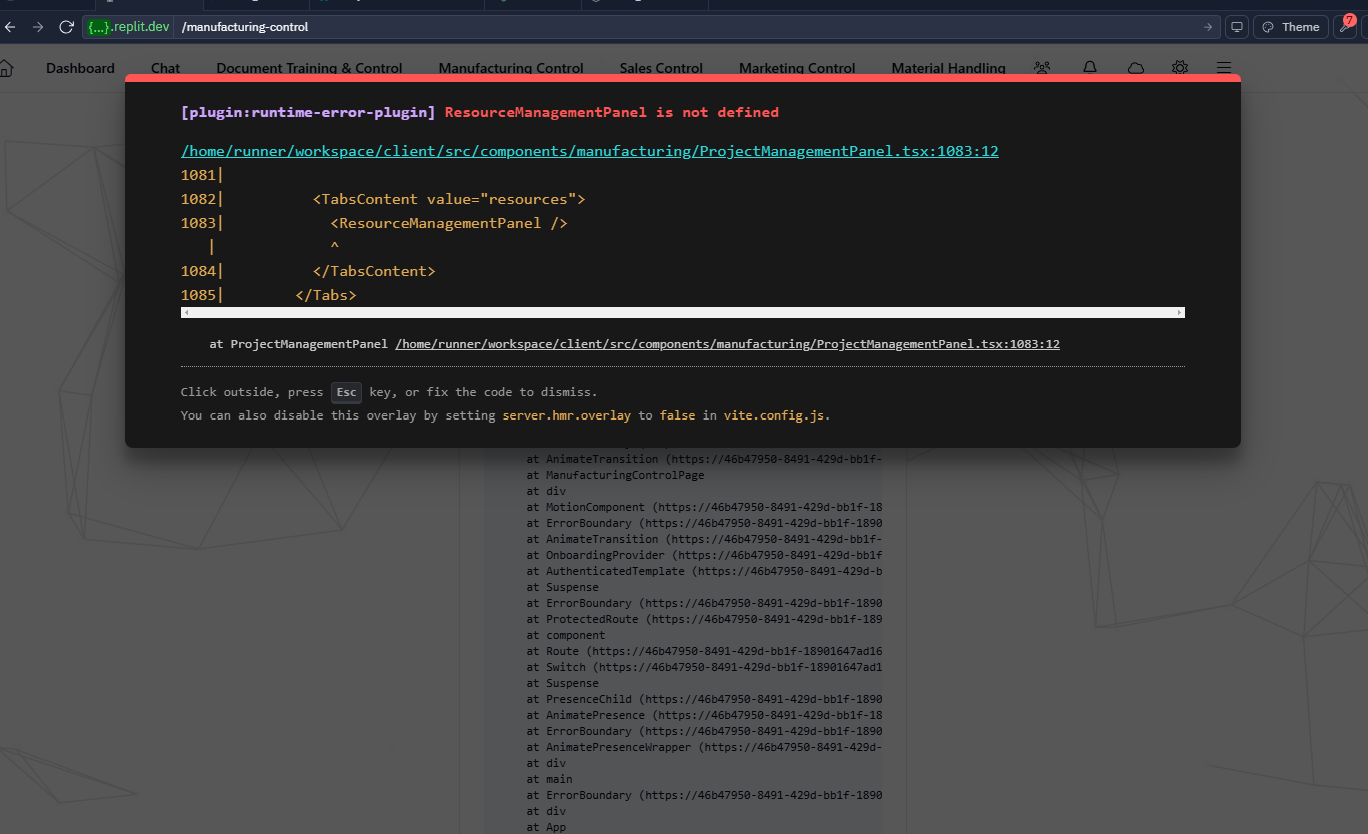 {...}.replit.dev /manufacturing-control
Theme
7
Dashboard Chat Document Training & Control Manufacturing Control Sales Control Marketing Control Material Handling
[plugin:runtime-error-plugin] ResourceManagementPanel is not defined
/home/runner/workspace/client/src/components/manufacturing/ProjectManagementPanel.tsx:1083:12
1081|
1082| <TabsContent value="resources">
1083| <ResourceManagementPanel />
| ^
1084| </TabsContent>
1085| </Tabs>
at ProjectManagementPanel /home/runner/workspace/client/src/components/manufacturing/ProjectManagementPanel.tsx:1083:12
Click outside, press Esc key, or fix the code to dismiss.
You can also disable this overlay by setting server.hmr.overlay to false in vite.config.js.
at AnimateTransition (https://46b47950-8491-429d-bb1f-
at ManufacturingControlPage
at div
at MotionComponent (https://46b47950-8491-429d-bb1f-18
at ErrorBoundary (https://46b47950-8491-429d-bb1f-1890
at AnimateTransition (https://46b47950-8491-429d-bb1f-
at OnboardingProvider (https://46b47950-8491-429d-bb1f
at AuthenticatedTemplate (https://46b47950-8491-429d-b
at Suspense
at ErrorBoundary (https://46b47950-8491-429d-bb1f-1890
at ProtectedRoute (https://46b47950-8491-429d-bb1f-189
at component
at Route (https://46b47950-8491-429d-bb1f-18901647ad16
at Switch (https://46b47950-8491-429d-bb1f-18901647ad1
at Suspense
at PresenceChild (https://46b47950-8491-429d-bb1f-1890
at AnimatePresence (https://46b47950-8491-429d-bb1f-18
at ErrorBoundary (https://46b47950-8491-429d-bb1f-1890
at AnimatePresenceWrapper (https://46b47950-8491-429d-
at div
at main
at ErrorBoundary (https://46b47950-8491-429d-bb1f-1890
at div
at App